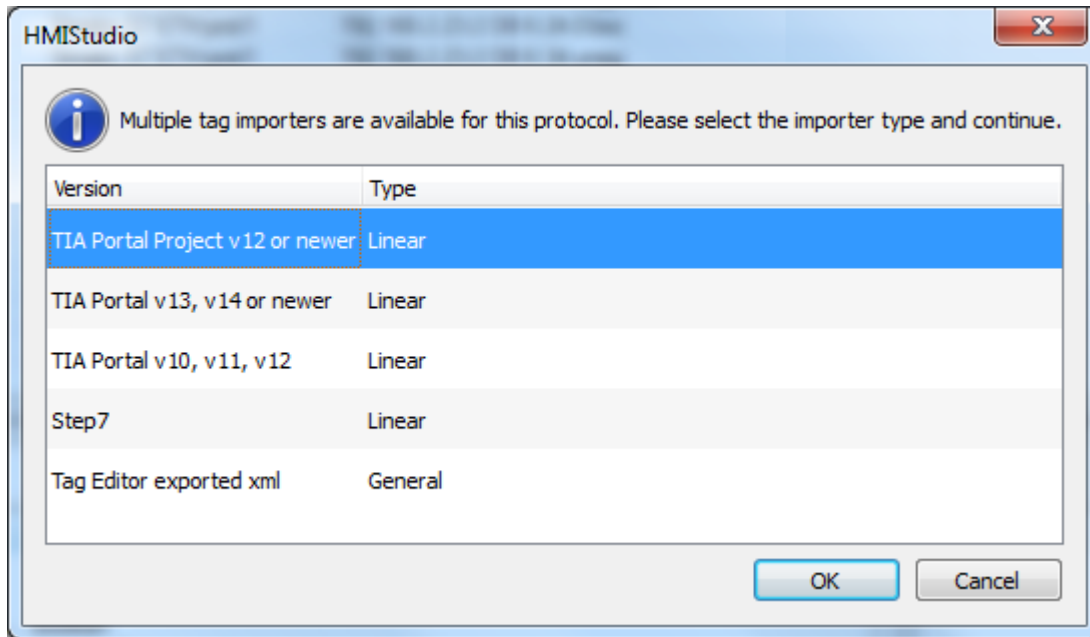 HMIStudio
Multiple tag importers are available for this protocol. Please select the importer type and continue.
Version Type
TIA Portal Project v12 or newer Linear
TIA Portal v13, v14 or newer Linear
TIA Portal v10, v11, v12 Linear
Step7 Linear
Tag Editor exported xml General
OK Cancel